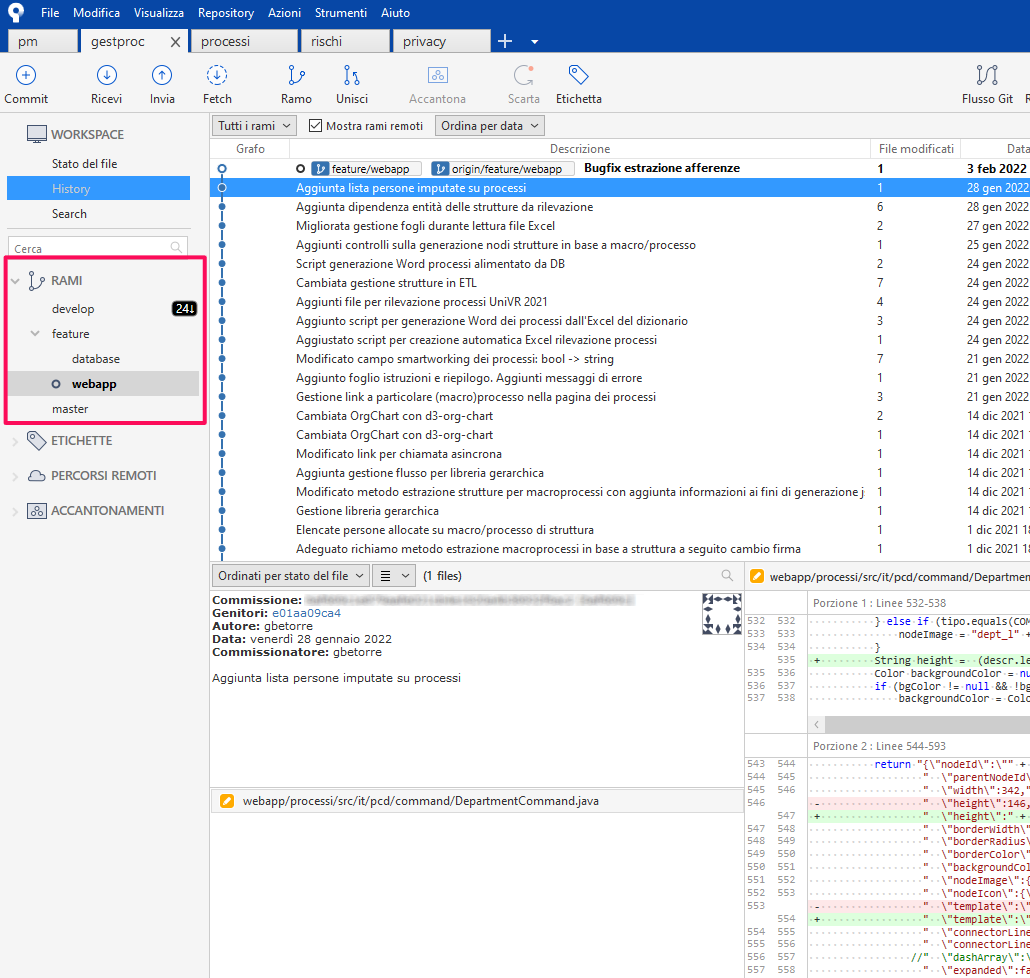 File Modifica Visualizza Repository Azioni Strumenti Aiuto
pm gestproc processi rischi privacy
Commit Ricevi Invia Fetch Ramo Unisci Accantona Scarta Etichetta Flusso Git
WORKSPACE
Stato del file
History
Search
Cerca
RAMI
develop 24↓
feature
database
webapp
master
ETICHETTE
PERCORSI REMOTI
ACCANTONAMENTI
Tutti i rami Mostra rami remoti Ordina per data
Grafo Descrizione File modificati Data
feature/webapp origin/feature/webapp Bugfix estrazione afferenze 1 3 feb 2022
Aggiunta lista persone imputate su processi 1 28 gen 2022
Aggiunta dipendenza entità delle strutture da rilevazione 6 28 gen 2022
Migliorata gestione fogli durante lettura file Excel 2 27 gen 2022
Aggiunti controlli sulla generazione nodi strutture in base a macro/processo 1 25 gen 2022
Script generazione Word processi alimentato da DB 2 24 gen 2022
Cambiata gestione strutture in ETL 7 24 gen 2022
Aggiunti file per rilevazione processi UniVR 2021 4 24 gen 2022
Aggiunto script per generazione Word dei processi dall'Excel del dizionario 3 24 gen 2022
Aggiustato script per creazione automatica Excel rilevazione processi 1 24 gen 2022
Modificato campo smartworking dei processi: bool -> string 7 21 gen 2022
Aggiunto foglio istruzioni e riepilogo. Aggiunti messaggi di errore 1 21 gen 2022
Gestione link a particolare (macro)processo nella pagina dei processi 3 21 gen 2022
Cambiata OrgChart con d3-org-chart 2 14 dic 2021
Cambiata OrgChart con d3-org-chart 1 14 dic 2021
Modificato link per chiamata asincrona 1 14 dic 2021
Aggiunta gestione flusso per libreria gerarchica 1 14 dic 2021
Modificato metodo estrazione strutture per macroprocessi con aggiunta informazioni ai fini di generazione 1 14 dic 2021
Gestione libreria gerarchica 1 14 dic 2021
Elencate persone allocate su macro/processo di struttura 1 1 dic 2021
Adeguato richiamo metodo estrazione macroprocessi in base a struttura a seguito cambio firma 1 1 dic 2021
Ordinati per stato del file (1 files)
Commissione:
Genitori: e01aa09ca4
Autore: gbetorre
Data: venerdì 28 gennaio 2022
Commissionatore: gbetorre
Aggiunta lista persone imputate su processi
webapp/processi/src/it/pcd/command/DepartmentCommand.java
webapp/processi/src/it/pcd/command/Departmen
Porzione 1 : Linee 532-538
532 532 } else if (tipo.equals(COM
533 533 nodeImage = "dept_l" +
534 534 }
535 + String height = (descr.le
535 536 Color backgroundColor = nu
536 537 if (bgColor != null && !bg
537 538 backgroundColor = Colo
Porzione 2 : Linee 544-593
543 544 return "{\"nodeId\":\"" +
544 545 " \"parentNodeId\
545 546 " \"width\":342,"
546 - " \"height\":146,
547 + " \"height\":" +
547 548 " \"borderWidth\"
548 549 " \"borderRadius\
549 550 " \"borderColor\"
550 551 " \"backgroundCol
551 552 " \"nodeImage\":{
552 553 " \"nodeIcon\":{\
553 - " \"template\":\"
554 + " \"template\":\"
554 555 " \"connectorLine
555 556 " \"connectorLine
556 557 //" \"dashArray\":\
557 558 " \"expanded\":fa